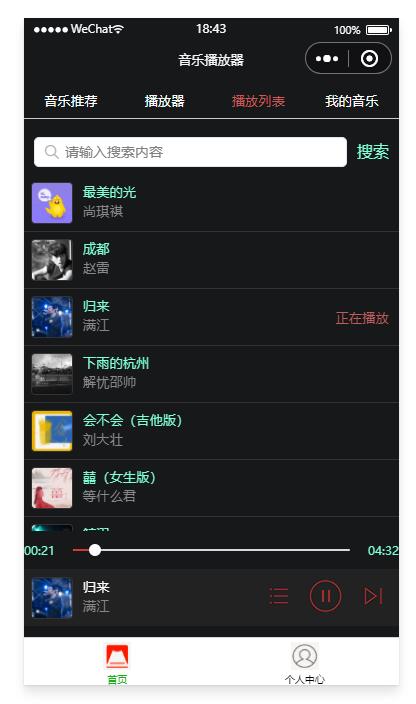 WeChat 18:43 100%
音乐播放器
音乐推荐 播放器 播放列表 我的音乐
请输入搜索内容 搜索
最美的光
尚琪祺
成都
赵雷
归来
满江 正在播放
下雨的杭州
解忧邵帅
会不会（吉他版）
刘大壮
囍（女生版）
等什么君
00:21 04:32
归来
满江
首页 个人中心